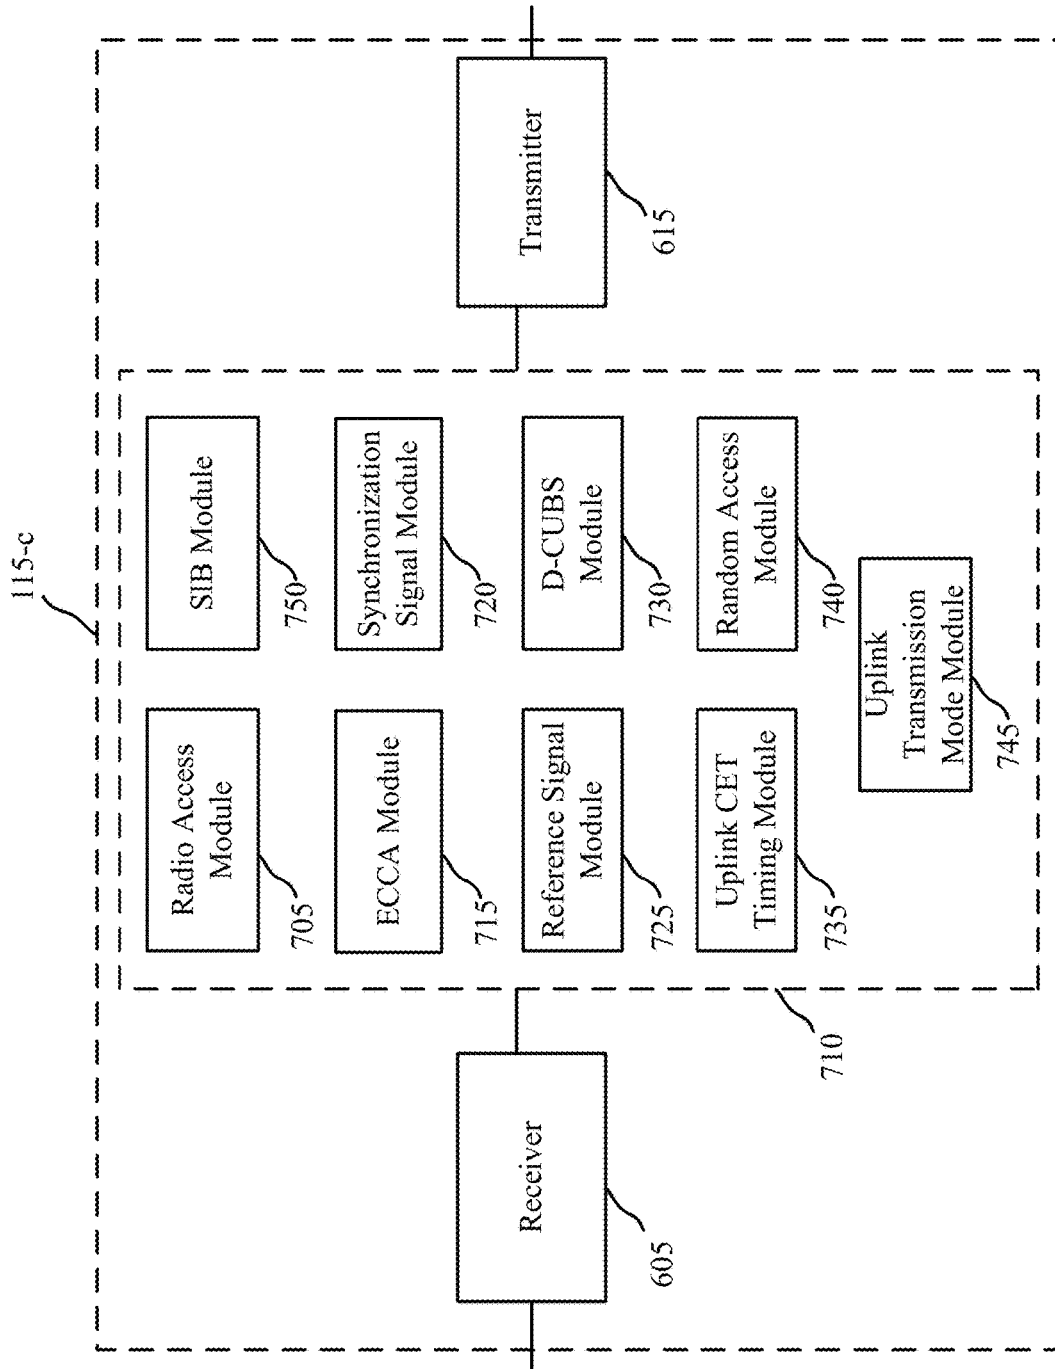 115-c
Receiver
605
710
Radio Access
Module
705
SIB Module
750
ECCA Module
715
Synchronization
Signal Module
720
Reference Signal
Module
725
D-CUBS
Module
730
Uplink CET
Timing Module
735
Random Access
Module
740
Uplink
Transmission
Mode Module
745
Transmitter
615